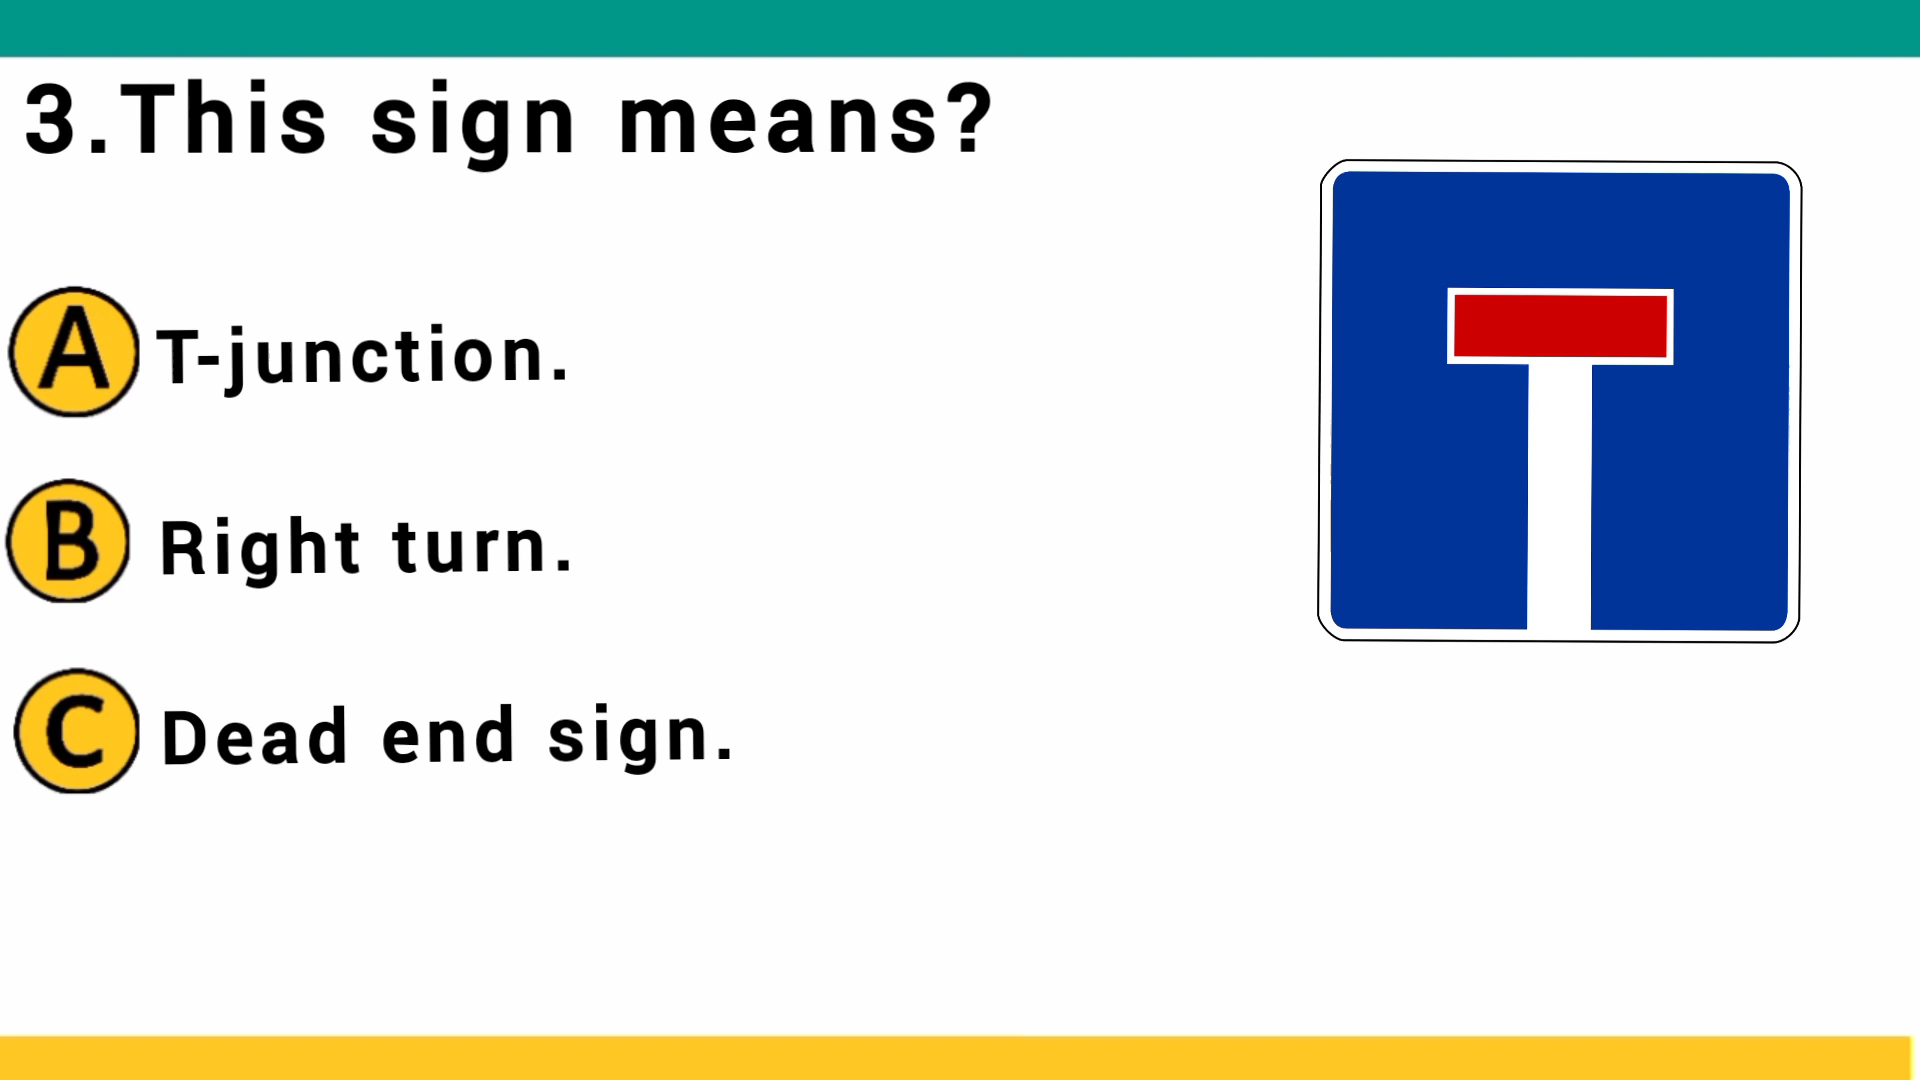 3.This sign means?
A T-junction.
B Right turn.
C Dead end sign.